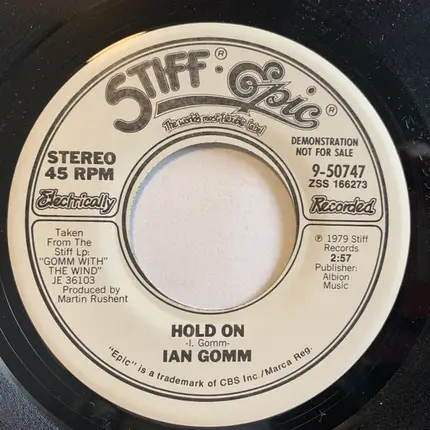 STIFF® · Epic®
The world's most flexible label
STEREO
45 RPM
DEMONSTRATION
NOT FOR SALE
9-50747
ZSS 166273
Electrically
Recorded
Taken
From The
Stiff Lp:
"GOMM WITH"
THE WIND"
JE 36103
Produced by
Martin Rushent
℗ 1979 Stiff
Records
2:57
Publisher:
Albion
Music
HOLD ON
-I. Gomm-
IAN GOMM
"Epic" is a trademark of CBS Inc./Marca Reg.